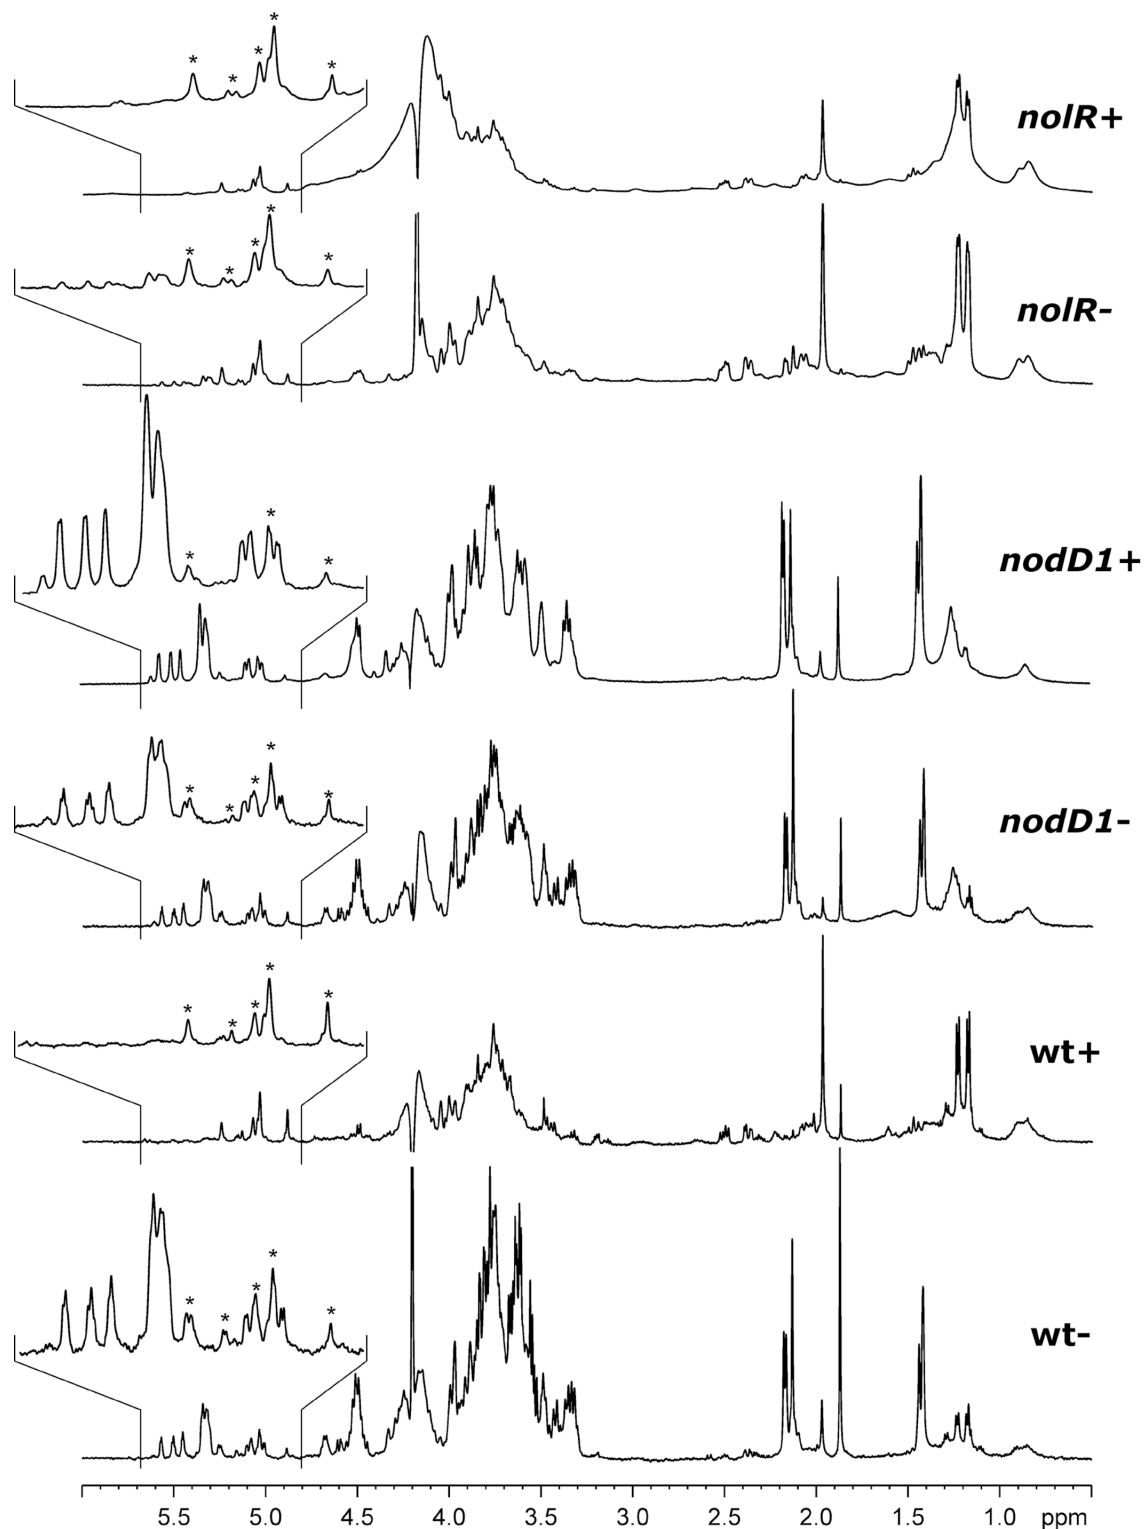 * * * * *
nolR+
* * * * *
nolR-
* * *
nodD1+
* * * * *
nodD1-
* * * * *
wt+
* * * * *
wt-
5.5 5.0 4.5 4.0 3.5 3.0 2.5 2.0 1.5 1.0 ppm